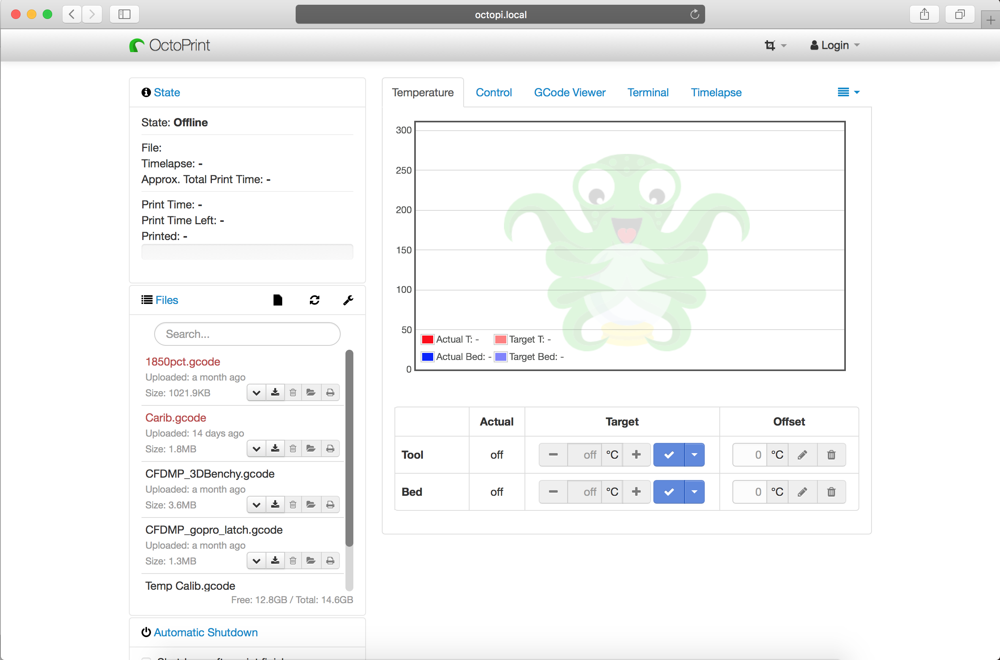 octopi.local
OctoPrint
Login
State
State: Offline
File:
Timelapse: -
Approx. Total Print Time: -
Print Time: -
Print Time Left: -
Printed: -
Files
Search...
1850pct.gcode
Uploaded: a month ago
Size: 1021.9KB
Carib.gcode
Uploaded: 14 days ago
Size: 1.8MB
CFDMP_3DBenchy.gcode
Uploaded: a month ago
Size: 3.6MB
CFDMP_gopro_latch.gcode
Uploaded: a month ago
Size: 1.3MB
Temp Calib.gcode
Free: 12.8GB / Total: 14.6GB
Automatic Shutdown
Temperature Control GCode Viewer Terminal Timelapse
300
250
200
150
100
50
0
Actual T: - Target T: -
Actual Bed: - Target Bed: -
Actual Target Offset
Tool off off °C 0 °C
Bed off off °C 0 °C